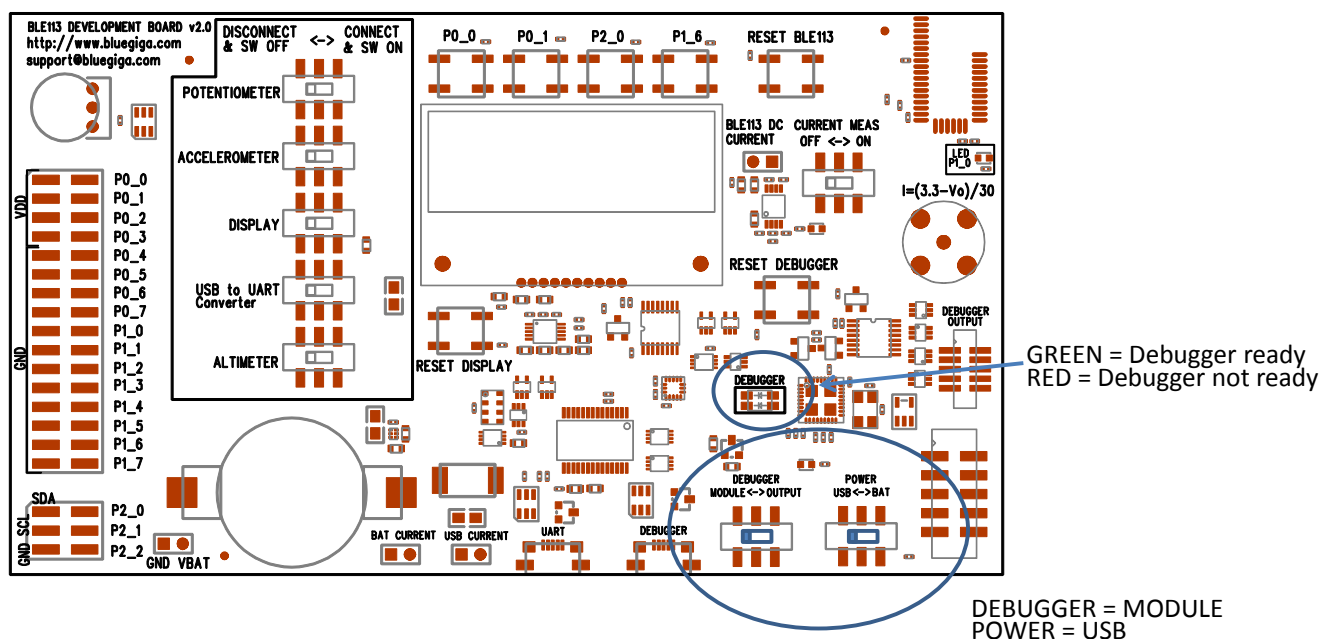 BLE113 DEVELOPMENT BOARD v2.0
http://www.bluegiga.com
support@bluegiga.com
DISCONNECT & SW OFF <-> CONNECT & SW ON
POTENTIOMETER
ACCELEROMETER
DISPLAY
USB to UART
Converter
ALTIMETER
P0_0 P0_1 P2_0 P1_6 RESET BLE113
BLE113 DC
CURRENT
CURRENT MEAS
OFF <-> ON
LED
P1_0
I=(3.3-Vo)/30
VDD
GND
P0_0
P0_1
P0_2
P0_3
P0_4
P0_5
P0_6
P0_7
P1_0
P1_1
P1_2
P1_3
P1_4
P1_5
P1_6
P1_7
SDA
GND SCL
P2_0
P2_1
P2_2
GND VBAT
RESET DISPLAY
RESET DEBUGGER
DEBUGGER
OUTPUT
DEBUGGER
GREEN = Debugger ready
RED = Debugger not ready
BAT CURRENT
USB CURRENT
UART
DEBUGGER
DEBUGGER
MODULE<->OUTPUT
POWER
USB<->BAT
DEBUGGER = MODULE
POWER = USB